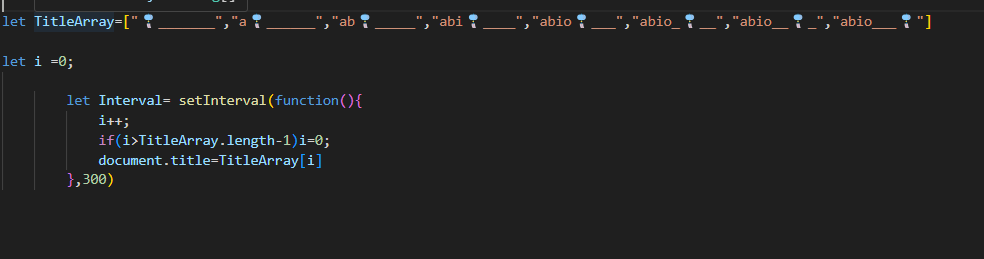 let TitleArray=["🎙_______","a🎙______","ab🎙_____","abi🎙____","abio🎙___","abio_🎙__","abio__🎙_","abio___🎙"]
let i =0;
let Interval= setInterval(function(){
i++;
if(i>TitleArray.length-1)i=0;
document.title=TitleArray[i]
},300)